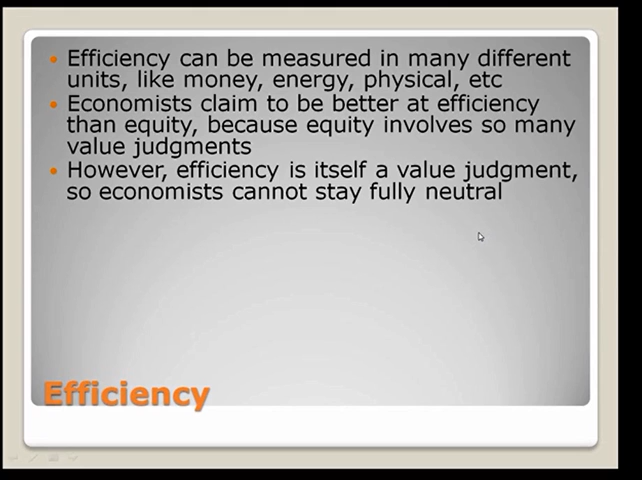 Efficiency can be measured in many different
units, like money, energy, physical, etc
Economists claim to be better at efficiency
than equity, because equity involves so many
value judgments
However, efficiency is itself a value judgment,
so economists cannot stay fully neutral
Efficiency